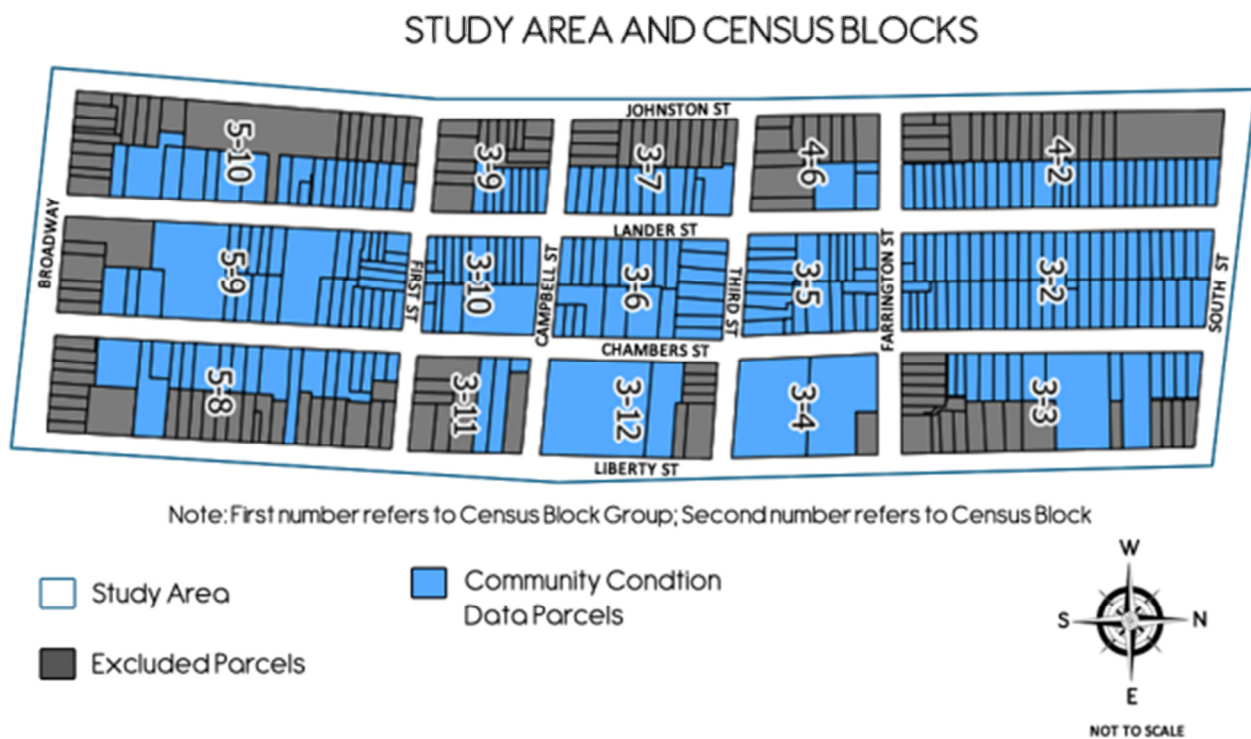 STUDY AREA AND CENSUS BLOCKS
JOHNSTON ST
5-10
3-9
3-7
4-6
4-2
BROADWAY
LANDER ST
5-9
FIRST ST
3-10
CAMPBELL ST
3-6
THIRD ST
3-5
FARRINGTON ST
3-2
SOUTH ST
CHAMBERS ST
5-8
3-11
3-12
3-4
3-3
LIBERTY ST
Note: First number refers to Census Block Group; Second number refers to Census Block
Study Area
Community Condtion
Data Parcels
Excluded Parcels
W
S
N
E
NOT TO SCALE